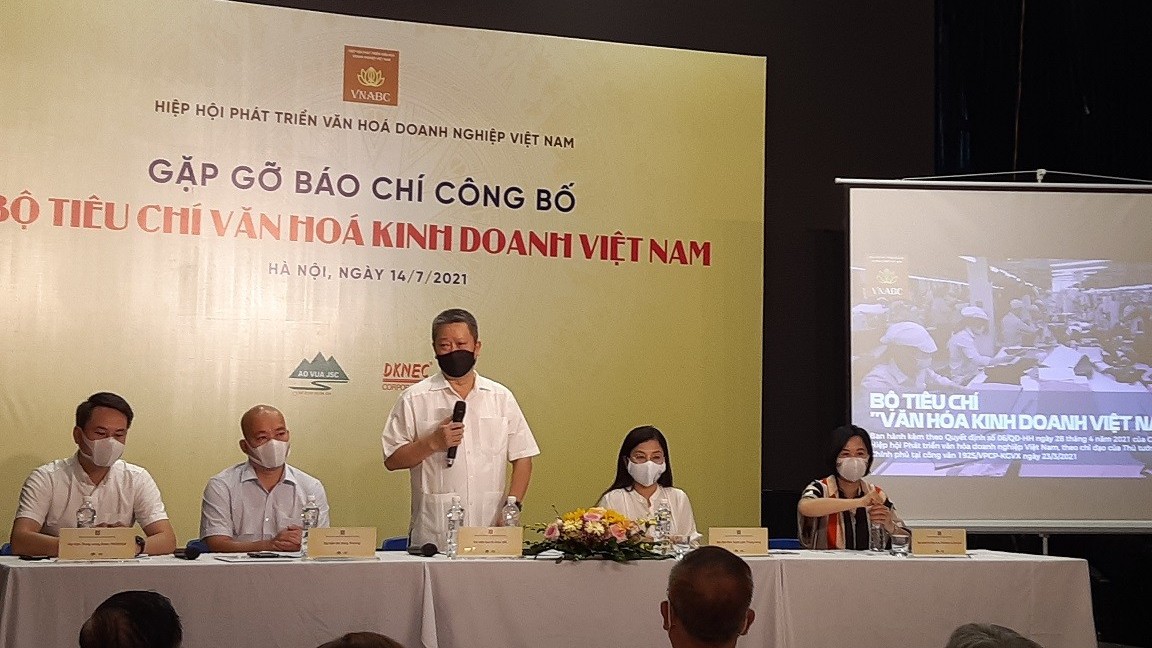 VNABC
HIỆP HỘI PHÁT TRIỂN VĂN HOÁ DOANH NGHIỆP VIỆT NAM
GẶP GỠ BÁO CHÍ CÔNG BỐ
BỘ TIÊU CHÍ VĂN HOÁ KINH DOANH VIỆT NAM
HÀ NỘI, NGÀY 14/7/2021
AO VUA JSC
DKNEC
VNABC
BỘ TIÊU CHÍ
"VĂN HÓA KINH DOANH VIỆT
Ban hành kèm theo Quyết định số 06/QĐ-HH ngày 28 tháng 4 năm 2021 của
Hiệp hội Phát triển văn hóa doanh nghiệp Việt Nam, theo chỉ đạo của Thủ
Chính phủ tại công văn 1925/VPCP-KGVX ngày 23/3/2021